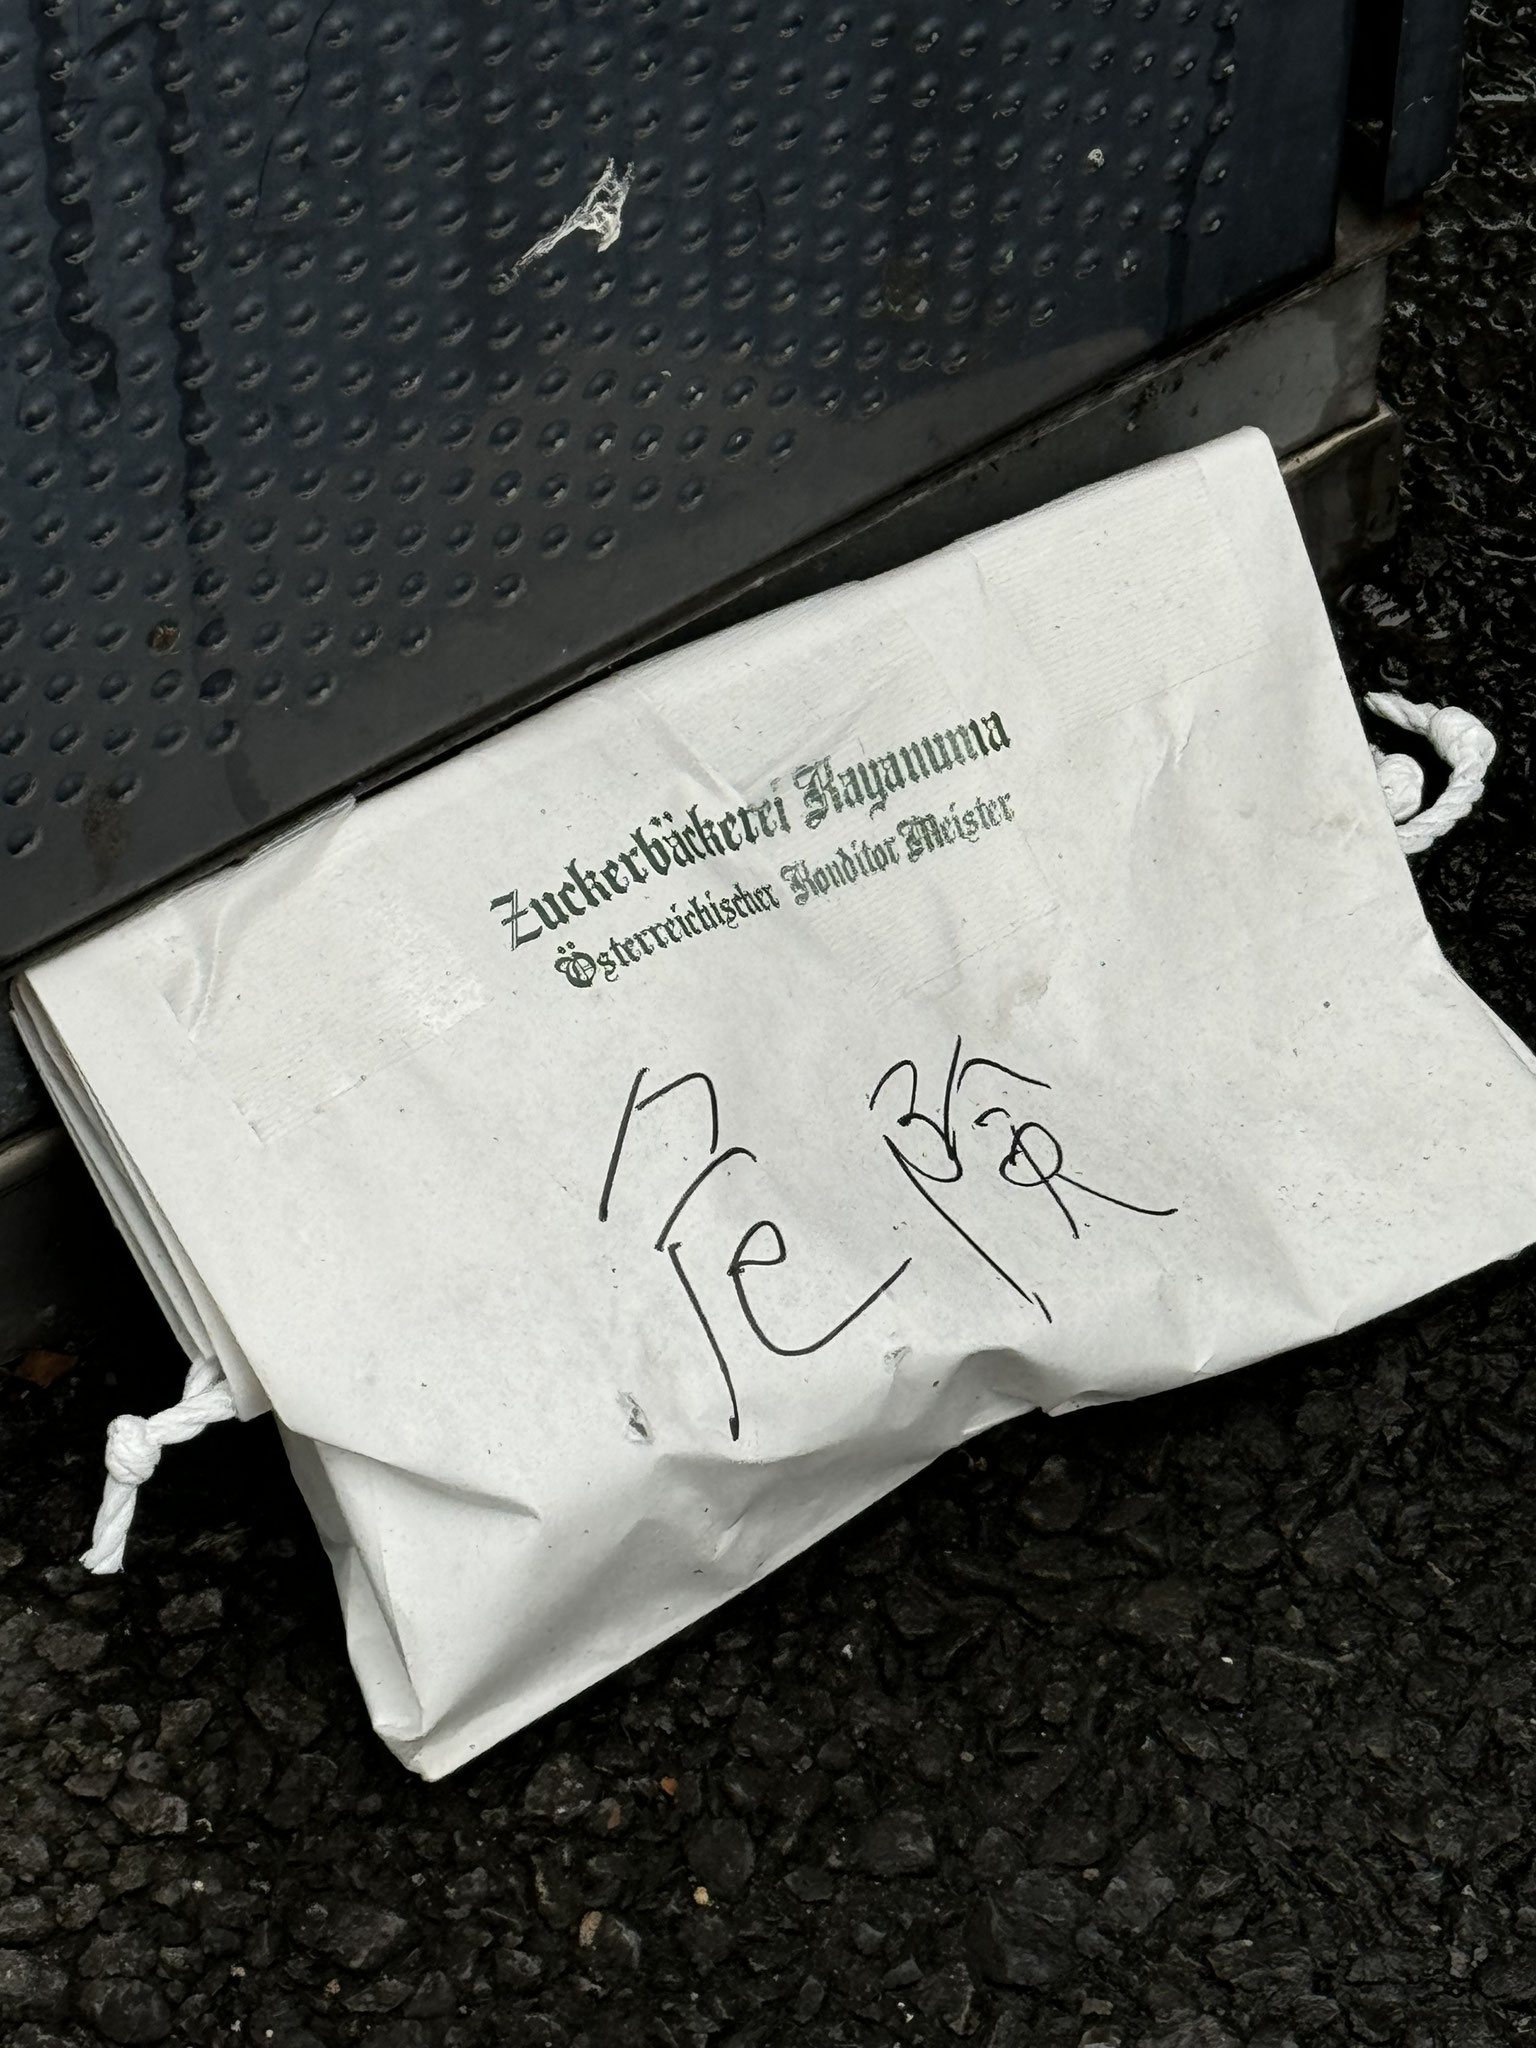 Zuckerbäckerei Kayanuma
Österreichischer Konditor Meister
危険